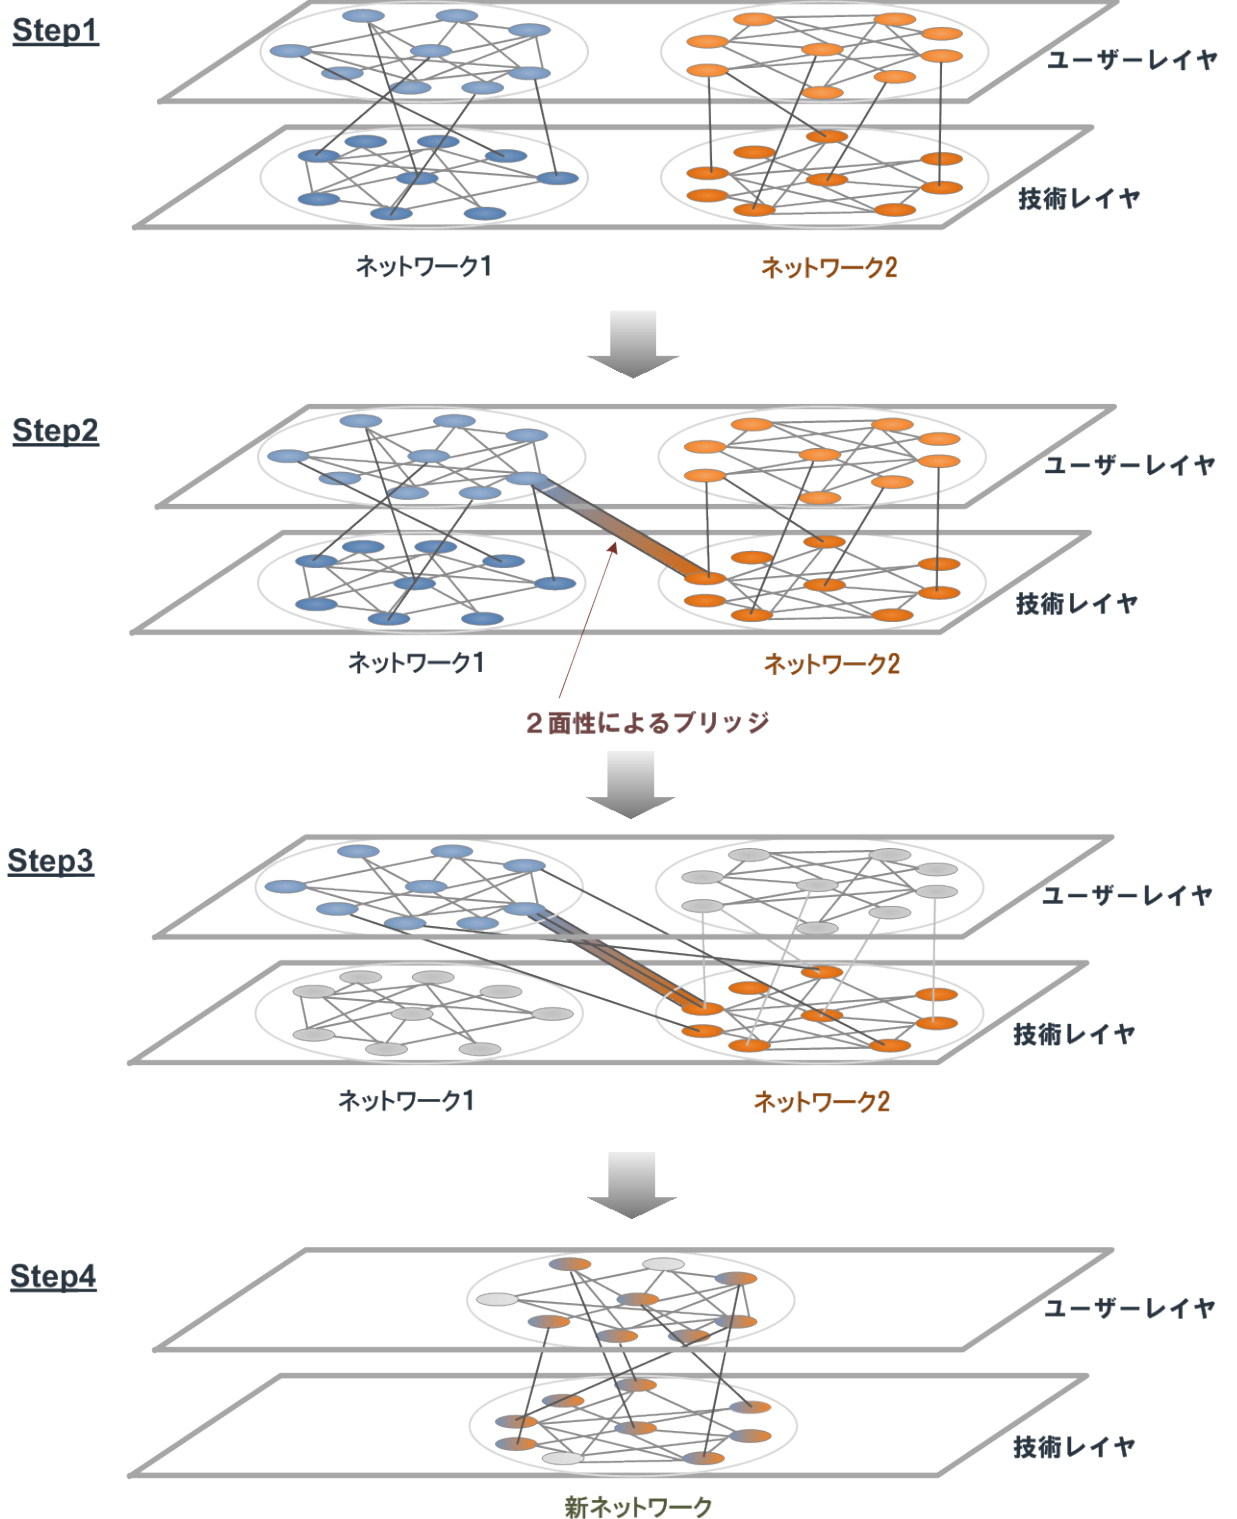 Step1
ユーザーレイヤ
技術レイヤ
ネットワーク1
ネットワーク2
Step2
ユーザーレイヤ
技術レイヤ
ネットワーク1
ネットワーク2
２面性によるブリッジ
Step3
ユーザーレイヤ
技術レイヤ
ネットワーク1
ネットワーク2
Step4
ユーザーレイヤ
技術レイヤ
新ネットワーク